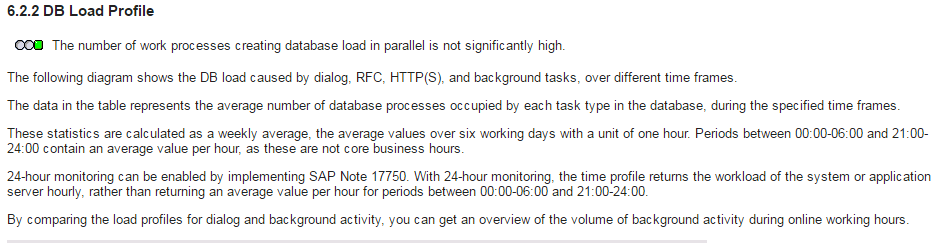 6.2.2 DB Load Profile
The number of work processes creating database load in parallel is not significantly high.
The following diagram shows the DB load caused by dialog, RFC, HTTP(S), and background tasks, over different time frames.
The data in the table represents the average number of database processes occupied by each task type in the database, during the specified time frames.
These statistics are calculated as a weekly average, the average values over six working days with a unit of one hour. Periods between 00:00-06:00 and 21:00-
24:00 contain an average value per hour, as these are not core business hours.
24-hour monitoring can be enabled by implementing SAP Note 17750. With 24-hour monitoring, the time profile returns the workload of the system or application
server hourly, rather than returning an average value per hour for periods between 00:00-06:00 and 21:00-24:00.
By comparing the load profiles for dialog and background activity, you can get an overview of the volume of background activity during online working hours.